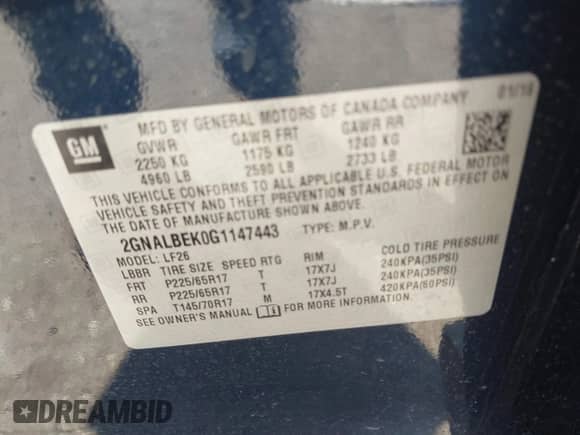 GM
MFD BY GENERAL MOTORS OF CANADA COMPANY 01/16
GVWR GAWR FRT GAWR RR
2250 KG 1175 KG 1240 KG
4960 LB 2590 LB 2733 LB
THIS VEHICLE CONFORMS TO ALL APPLICABLE U.S. FEDERAL MOTOR
VEHICLE SAFETY AND THEFT PREVENTION STANDARDS IN EFFECT ON THE
DATE OF MANUFACTURE SHOWN ABOVE.
2GNALBEK0G1147443 TYPE: M.P.V.
MODEL: LF26
LBBR TIRE SIZE SPEED RTG RIM COLD TIRE PRESSURE
FRT P225/65R17 T 17X7J 240KPA(35PSI)
RR P225/65R17 T 17X7J 240KPA(35PSI)
SPA T145/70R17 M 17X4.5T 420KPA(60PSI)
SEE OWNER'S MANUAL FOR MORE INFORMATION.
DREAMBID